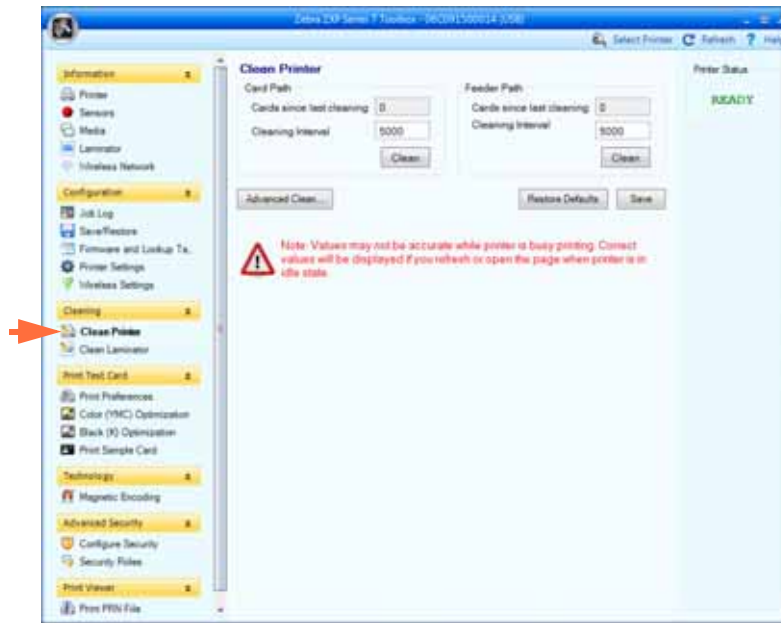 Zebra ZXP Series 7 Toolbox - 06C091500014 (USB)
Select Printer Refresh ? Help
Information
Printer
Sensors
Media
Laminator
Wireless Network
Configuration
Job Log
Save/Restore
Firmware and Lookup Ta..
Printer Settings
Wireless Settings
Cleaning
Clean Printer
Clean Laminator
Print Test Card
Print Preferences
Color (YMC) Optimization
Black (K) Optimization
Print Sample Card
Technology
Magnetic Encoding
Advanced Security
Configure Security
Security Roles
Print Viewer
Print PRN File
Clean Printer
Card Path
Cards since last cleaning 0
Cleaning Interval 5000
Clean
Feeder Path
Cards since last cleaning 0
Cleaning Interval 5000
Clean
Advanced Clean...
Restore Defaults
Save
Note: Values may not be accurate while printer is busy printing. Correct
values will be displayed if you refresh or open the page when printer is in
idle state.
Printer Status
READY